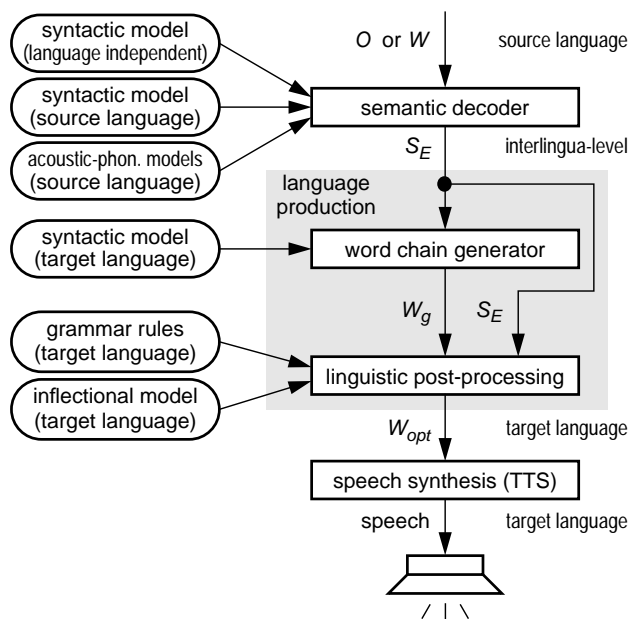 syntactic model
(language independent)
O or W
source language
syntactic model
(source language)
semantic decoder
acoustic-phon. models
(source language)
S_E
interlingua-level
language
production
syntactic model
(target language)
word chain generator
W_g
S_E
grammar rules
(target language)
linguistic post-processing
inflectional model
(target language)
W_opt
target language
speech synthesis (TTS)
speech
target language